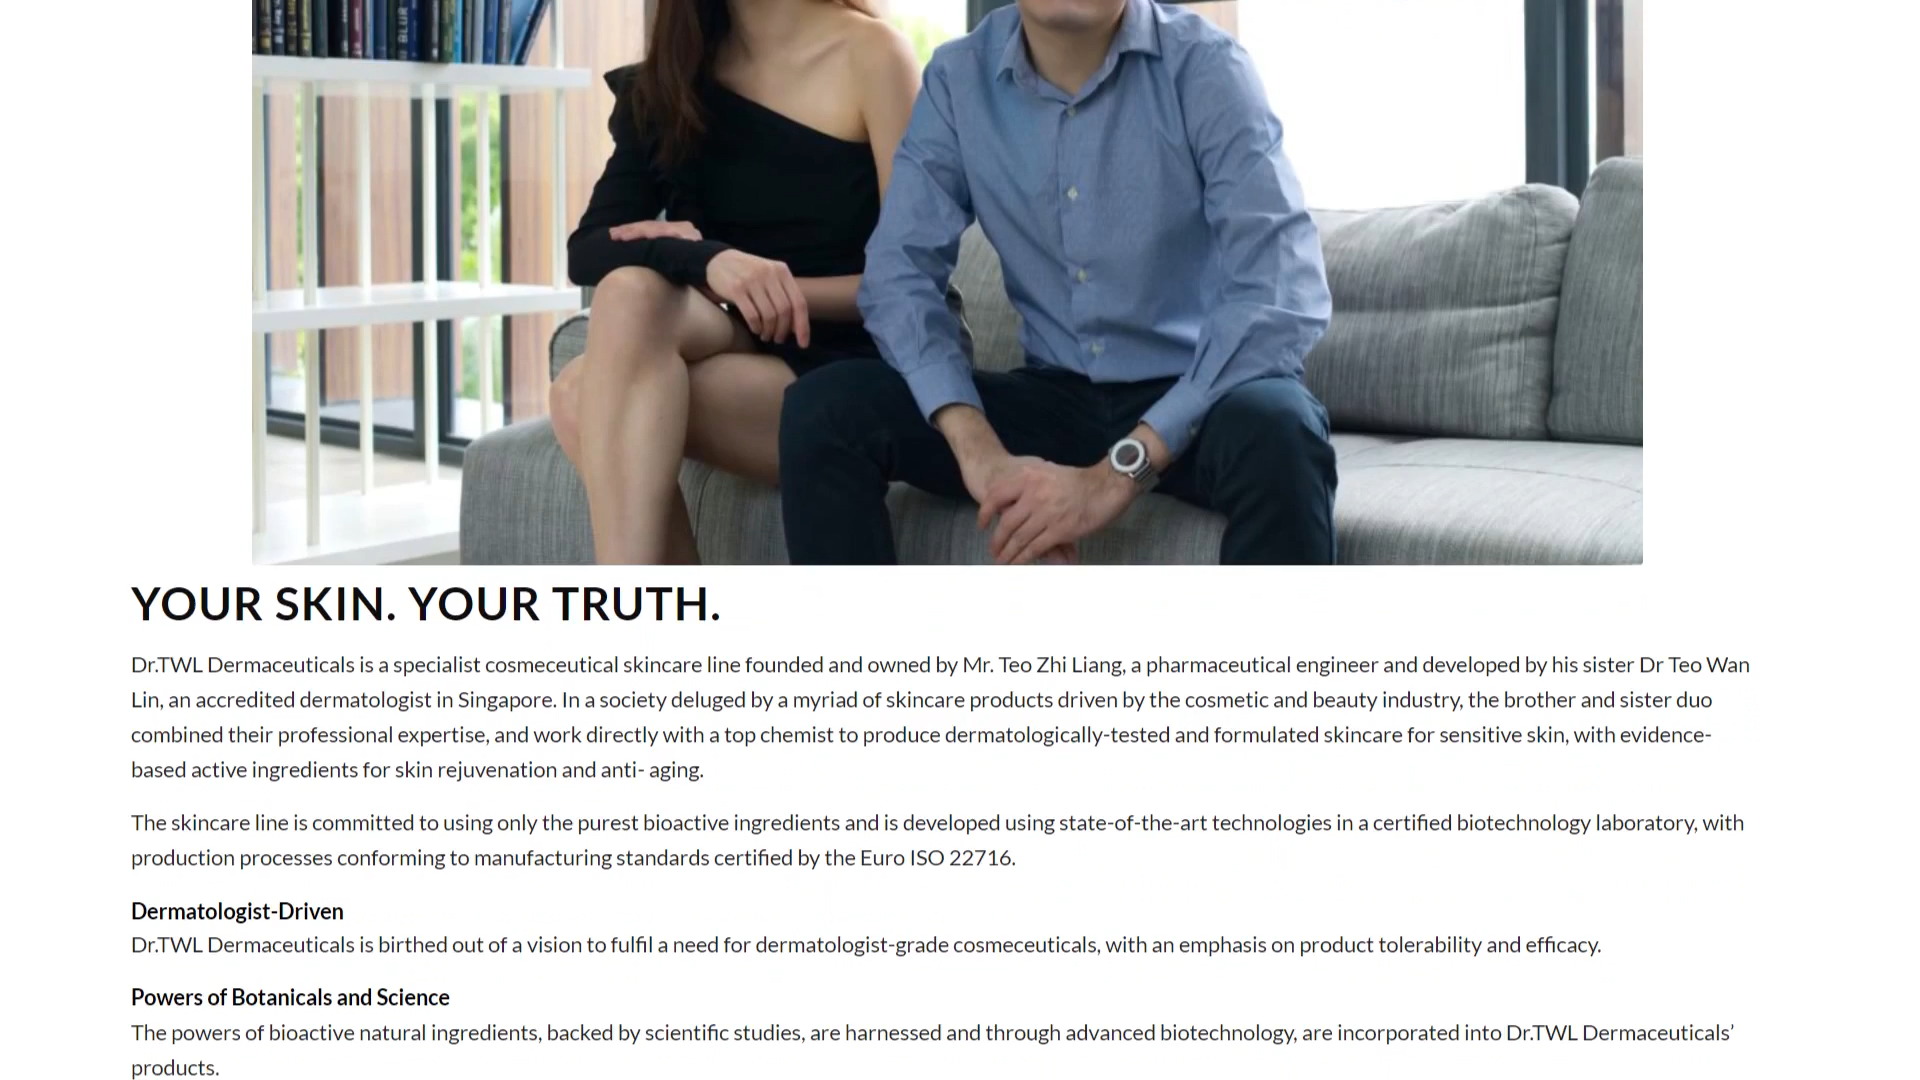 BLUR
YOUR SKIN. YOUR TRUTH.
Dr.TWL Dermaceuticals is a specialist cosmeceutical skincare line founded and owned by Mr. Teo Zhi Liang, a pharmaceutical engineer and developed by his sister Dr Teo Wan
Lin, an accredited dermatologist in Singapore. In a society deluged by a myriad of skincare products driven by the cosmetic and beauty industry, the brother and sister duo
combined their professional expertise, and work directly with a top chemist to produce dermatologically-tested and formulated skincare for sensitive skin, with evidence-
based active ingredients for skin rejuvenation and anti- aging.
The skincare line is committed to using only the purest bioactive ingredients and is developed using state-of-the-art technologies in a certified biotechnology laboratory, with
production processes conforming to manufacturing standards certified by the Euro ISO 22716.
Dermatologist-Driven
Dr.TWL Dermaceuticals is birthed out of a vision to fulfil a need for dermatologist-grade cosmeceuticals, with an emphasis on product tolerability and efficacy.
Powers of Botanicals and Science
The powers of bioactive natural ingredients, backed by scientific studies, are harnessed and through advanced biotechnology, are incorporated into Dr.TWL Dermaceuticals’
products.